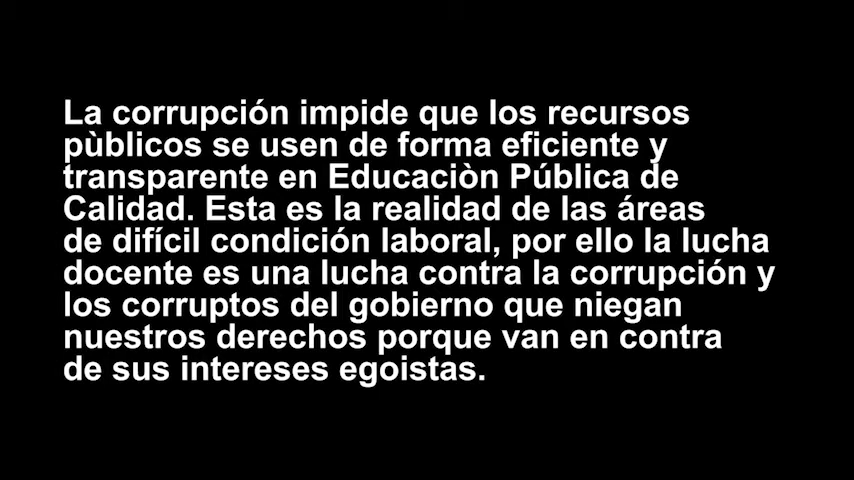 La corrupción impide que los recursos
pùblicos se usen de forma eficiente y
transparente en Educaciòn Pública de
Calidad. Esta es la realidad de las áreas
de difícil condición laboral, por ello la lucha
docente es una lucha contra la corrupción y
los corruptos del gobierno que niegan
nuestros derechos porque van en contra
de sus intereses egoistas.